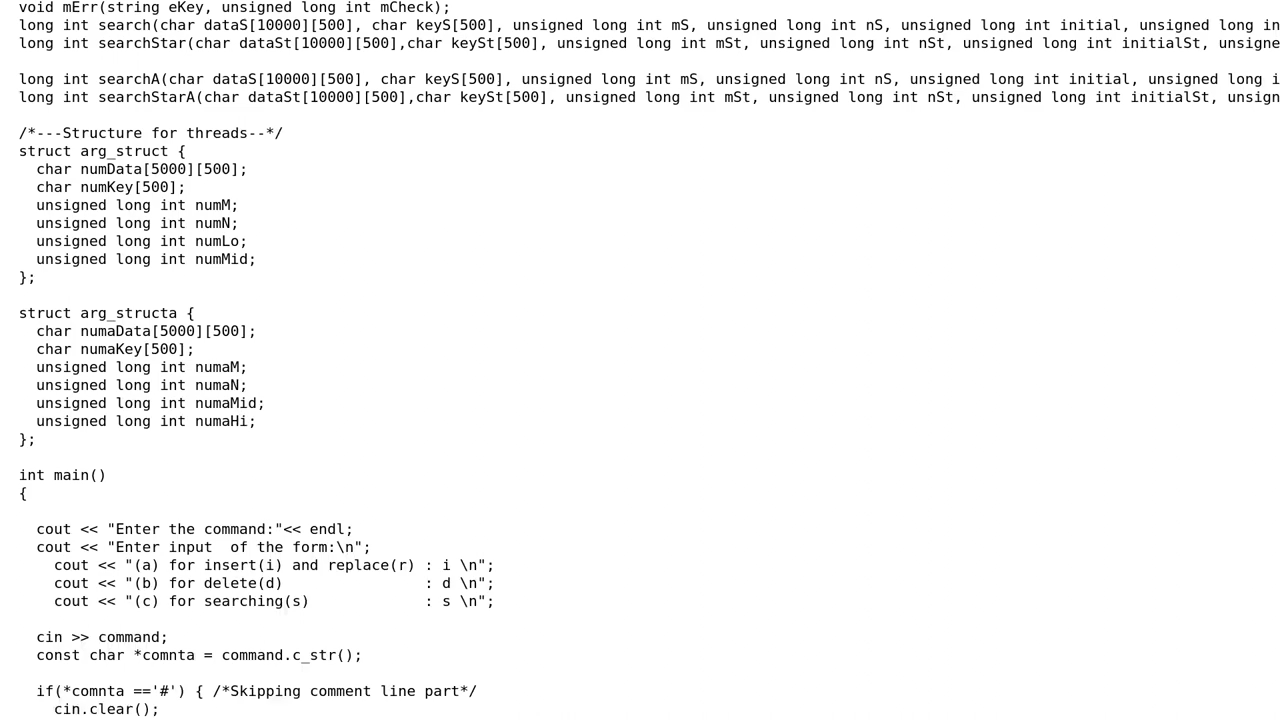 void mErr(string eKey, unsigned long int mCheck);
long int search(char dataS[10000][500], char keyS[500], unsigned long int mS, unsigned long int nS, unsigned long int initial, unsigned long in
long int searchStar(char dataSt[10000][500],char keySt[500], unsigned long int mSt, unsigned long int nSt, unsigned long int initialSt, unsigne
long int searchA(char dataS[10000][500], char keyS[500], unsigned long int mS, unsigned long int nS, unsigned long int initial, unsigned long i
long int searchStarA(char dataSt[10000][500],char keySt[500], unsigned long int mSt, unsigned long int nSt, unsigned long int initialSt, unsign
/*---Structure for threads--*/
struct arg_struct {
  char numData[5000][500];
  char numKey[500];
  unsigned long int numM;
  unsigned long int numN;
  unsigned long int numLo;
  unsigned long int numMid;
};
struct arg_structa {
  char numaData[5000][500];
  char numaKey[500];
  unsigned long int numaM;
  unsigned long int numaN;
  unsigned long int numaMid;
  unsigned long int numaHi;
};
int main()
{
  cout << "Enter the command:"<< endl;
  cout << "Enter input  of the form:\n";
    cout << "(a) for insert(i) and replace(r) : i \n";
    cout << "(b) for delete(d)                : d \n";
    cout << "(c) for searching(s)             : s \n";
  cin >> command;
  const char *comnta = command.c_str();
  if(*comnta =='#') { /*Skipping comment line part*/
    cin.clear();